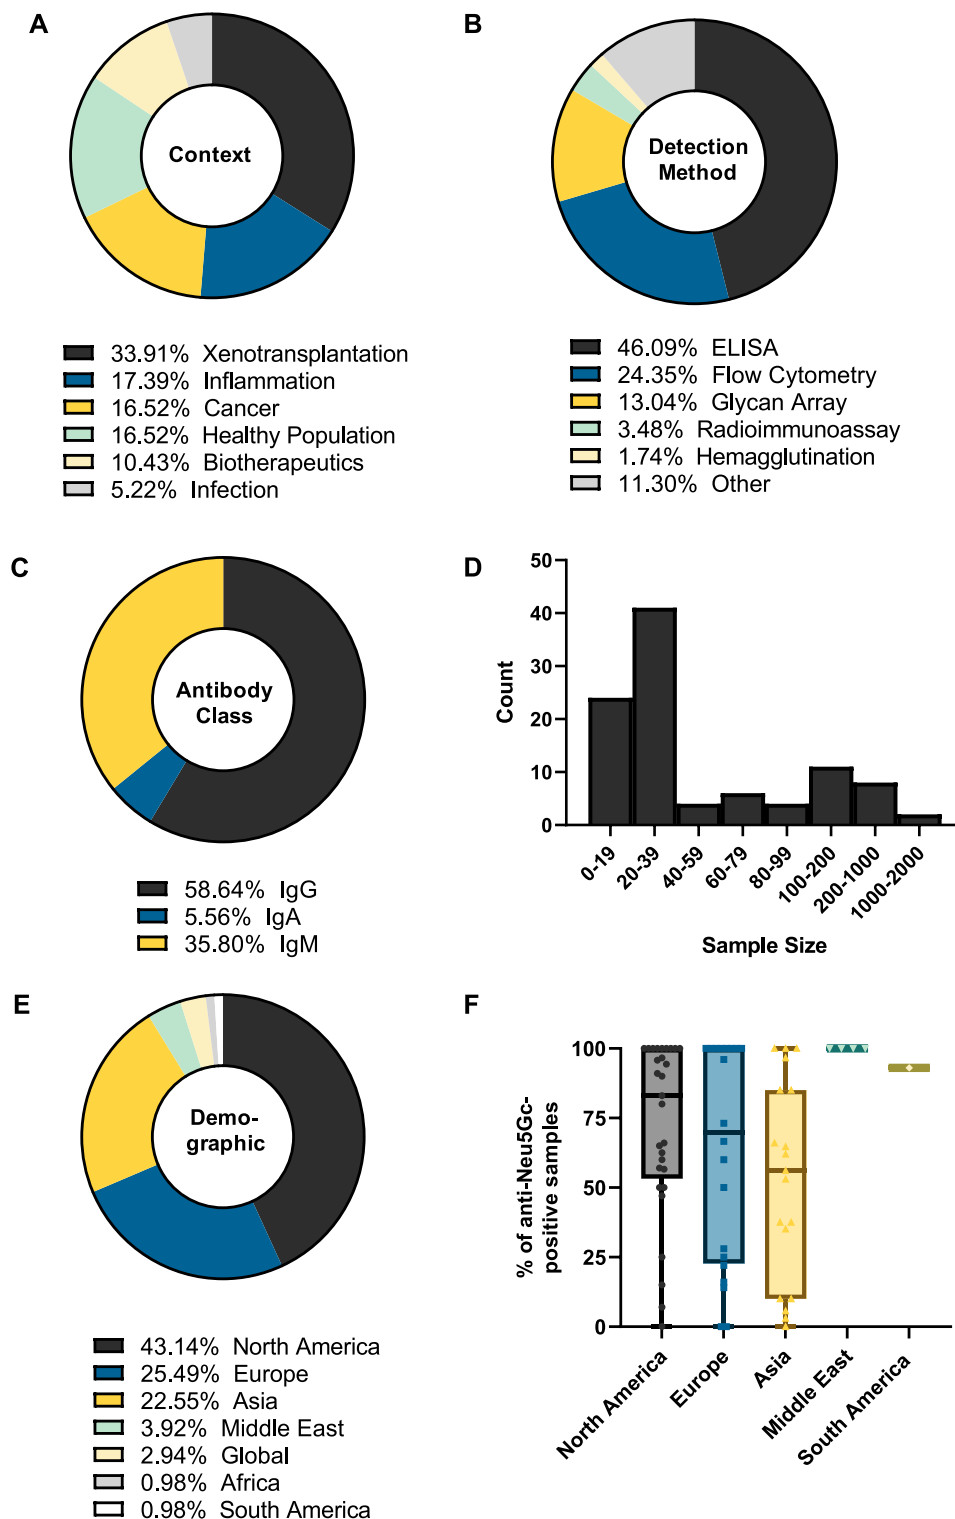 A
Context
33.91% Xenotransplantation
17.39% Inflammation
16.52% Cancer
16.52% Healthy Population
10.43% Biotherapeutics
5.22% Infection
B
Detection
Method
46.09% ELISA
24.35% Flow Cytometry
13.04% Glycan Array
3.48% Radioimmunoassay
1.74% Hemagglutination
11.30% Other
C
Antibody
Class
58.64% IgG
5.56% IgA
35.80% IgM
D
Count
50
40
30
20
10
0
0-19
20-39
40-59
60-79
80-99
100-200
200-1000
1000-2000
Sample Size
E
Demo-
graphic
43.14% North America
25.49% Europe
22.55% Asia
3.92% Middle East
2.94% Global
0.98% Africa
0.98% South America
F
% of anti-Neu5Gc-
positive samples
100
75
50
25
0
North America
Europe
Asia
Middle East
South America